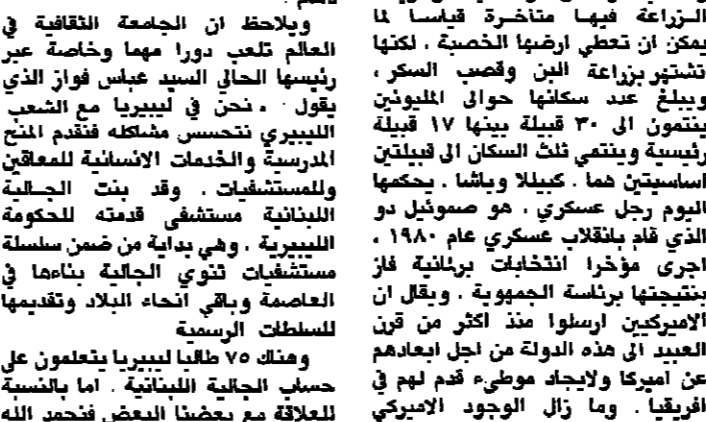 الزراعة فيها متاخرة قياسا لما
يمكن ان تعطي ارضها الخصبة . لكنها
تشتهر بزراعة البن وقصب السكر ،
ويبلغ عدد سكانها حوالى المليونين
ينتمون الى ٣٠ قبيلة بينها ١٧ قبيلة
رئيسية وينتمي ثلث السكان الى قبيلتين
اساسيتين هما . كبيللا وباشا . يحكمها
اليوم رجل عسكري ، هو صموئيل دو
الذي قام بانقلاب عسكري عام ١٩٨٠ ،
اجرى مؤخرا انتخابات برلمانية فاز
بنتيجتها برئاسة الجمهورية . ويقال ان
الاميركيين ارسلوا منذ اكثر من قرن
العبيد الى هذه الدولة من اجل ابعادهم
عن اميركا ولايجاد موطىء قدم لهم في
افريقيا . وما زال الوجود الاميركي
ويلاحظ ان الجامعة الثقافية في
العالم تلعب دورا مهما وخاصة عبر
رئيسها الحالي السيد عباس فواز الذي
يقول . نحن في ليبيريا مع الشعب
الليبيري نتحسس مشاكله فنقدم المنح
المدرسية والخدمات الانسانية للمعاقين
وللمستشفيات . وقد بنت الجالية
اللبنانية مستشفى قدمته للحكومة
الليبيرية . وهي بداية من ضمن سلسلة
مستشفيات تنوي الجالية بناءها في
العاصمة وباقي انحاء البلاد وتقديمها
للسلطات الرسمية
وهناك ٧٥ طالبا ليبيريا يتعلمون على
حساب الجالية اللبنانية . اما بالنسبة
للعلاقة مع بعضنا البعض فنحمد الله